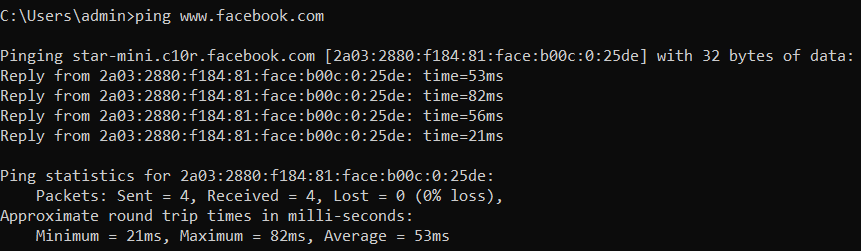 C:\Users\admin>ping www.facebook.com
Pinging star-mini.c10r.facebook.com [2a03:2880:f184:81:face:b00c:0:25de] with 32 bytes of data:
Reply from 2a03:2880:f184:81:face:b00c:0:25de: time=53ms
Reply from 2a03:2880:f184:81:face:b00c:0:25de: time=82ms
Reply from 2a03:2880:f184:81:face:b00c:0:25de: time=56ms
Reply from 2a03:2880:f184:81:face:b00c:0:25de: time=21ms
Ping statistics for 2a03:2880:f184:81:face:b00c:0:25de:
Packets: Sent = 4, Received = 4, Lost = 0 (0% loss),
Approximate round trip times in milli-seconds:
Minimum = 21ms, Maximum = 82ms, Average = 53ms